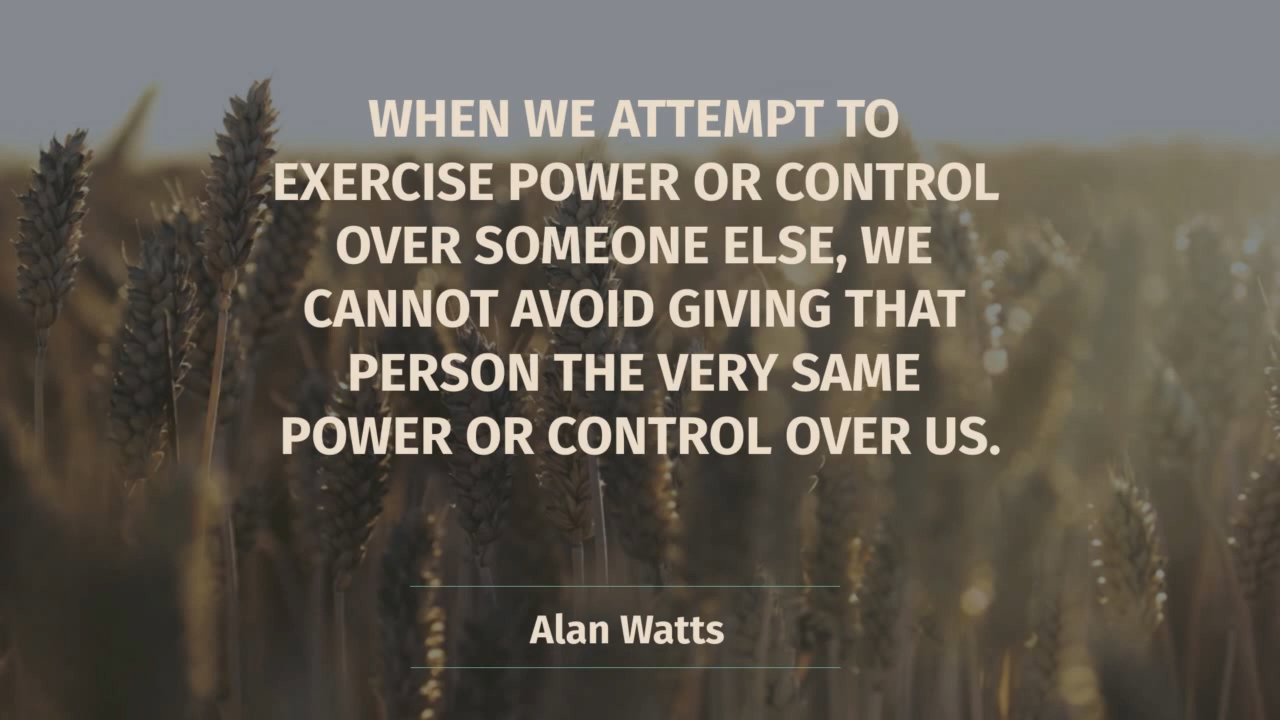 WHEN WE ATTEMPT TO
EXERCISE POWER OR CONTROL
OVER SOMEONE ELSE, WE
CANNOT AVOID GIVING THAT
PERSON THE VERY SAME
POWER OR CONTROL OVER US.
Alan Watts